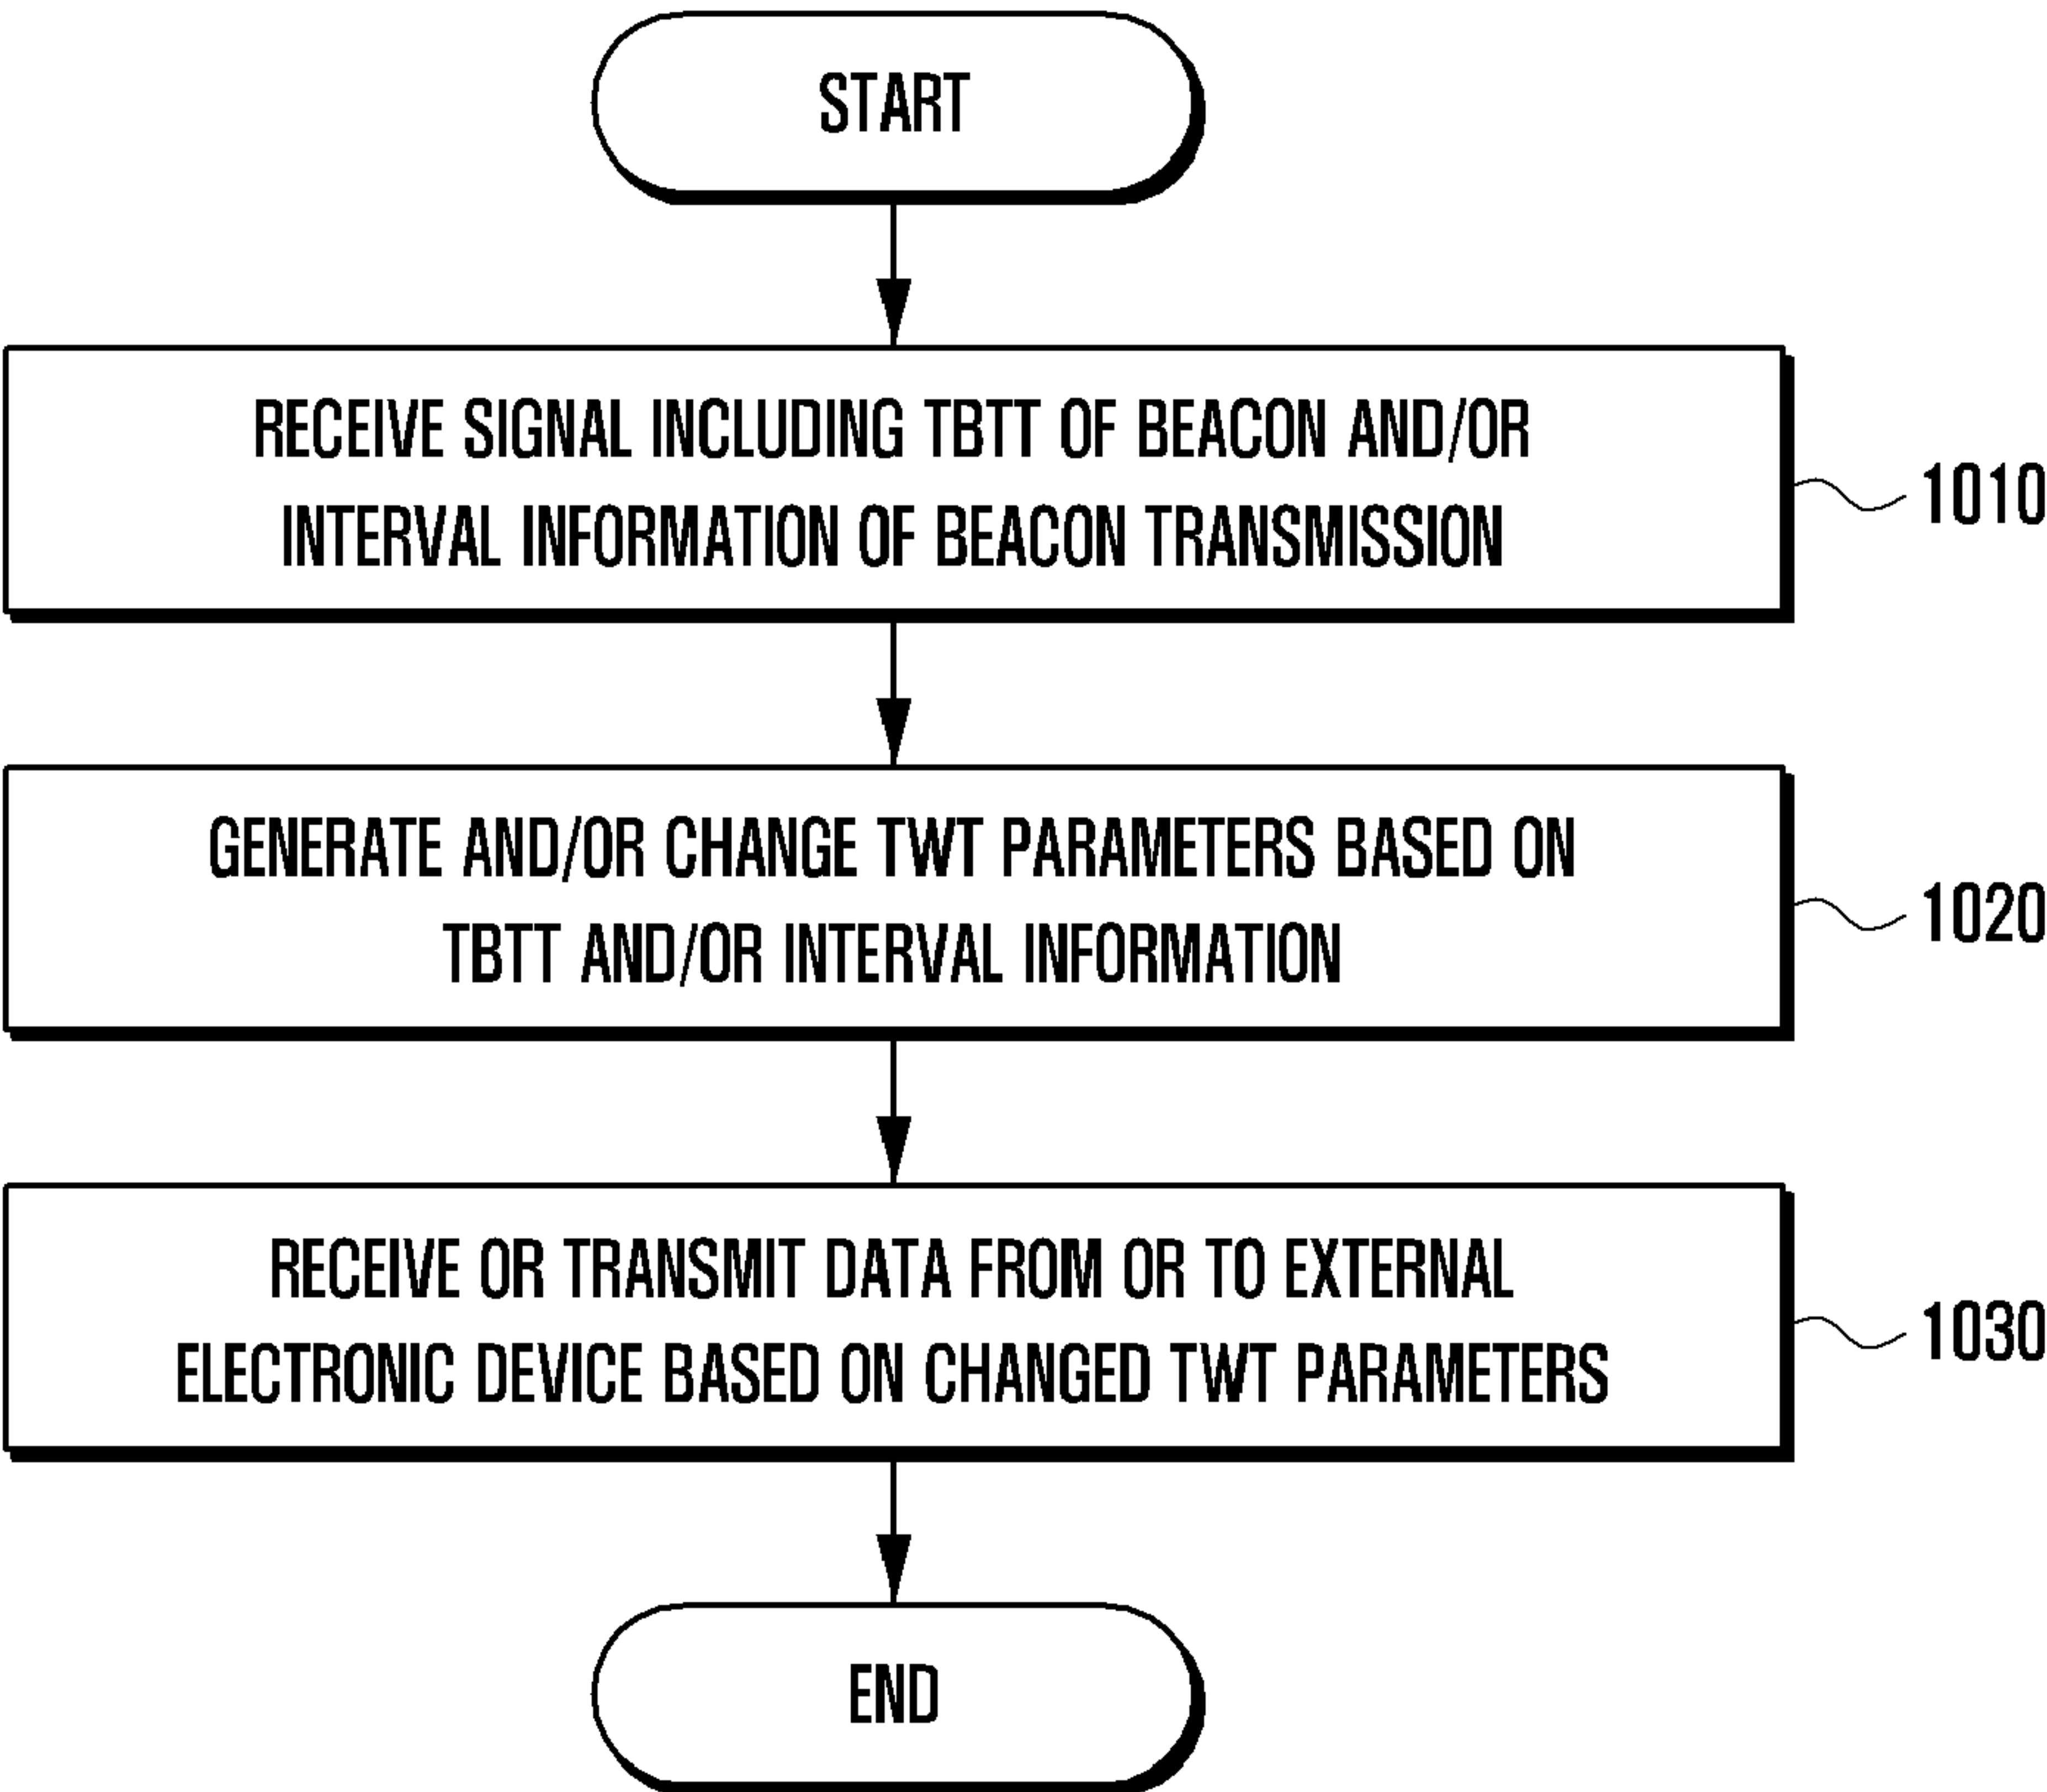 START
RECEIVE SIGNAL INCLUDING TBTT OF BEACON AND/OR
INTERVAL INFORMATION OF BEACON TRANSMISSION
1010
GENERATE AND/OR CHANGE TWT PARAMETERS BASED ON
TBTT AND/OR INTERVAL INFORMATION
1020
RECEIVE OR TRANSMIT DATA FROM OR TO EXTERNAL
ELECTRONIC DEVICE BASED ON CHANGED TWT PARAMETERS
1030
END